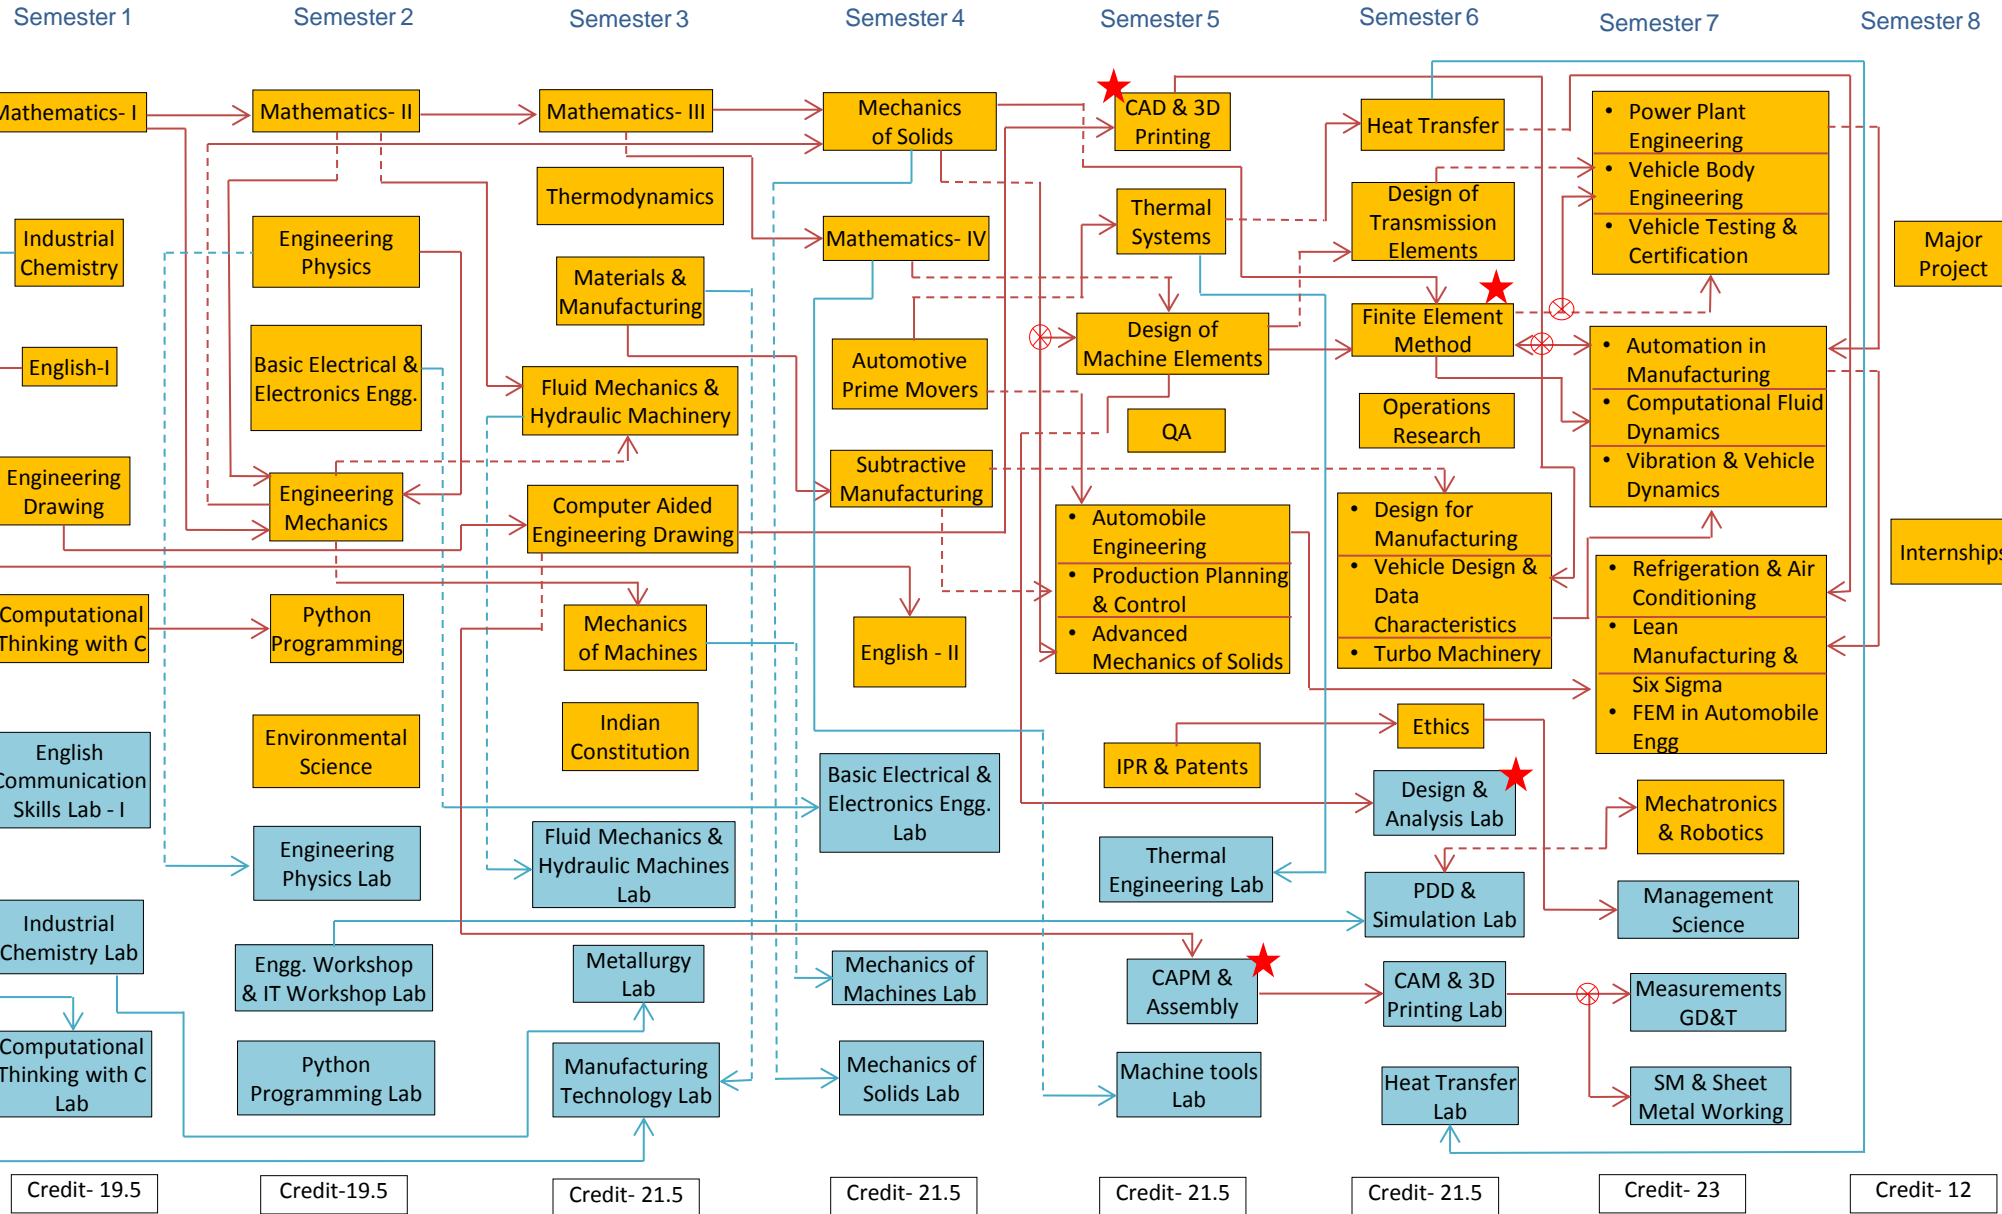 Semester 1
Semester 2
Semester 3
Semester 4
Semester 5
Semester 6
Semester 7
Semester 8
Mathematics- I
Industrial
Chemistry
English-I
Engineering
Drawing
Computational
Thinking with C
English
Communication
Skills Lab - I
Industrial
Chemistry Lab
Computational
Thinking with C
Lab
Credit- 19.5
Mathematics- II
Engineering
Physics
Basic Electrical &
Electronics Engg.
Engineering
Mechanics
Python
Programming
Environmental
Science
Engineering
Physics Lab
Engg. Workshop
& IT Workshop Lab
Python
Programming Lab
Credit-19.5
Mathematics- III
Thermodynamics
Materials &
Manufacturing
Fluid Mechanics &
Hydraulic Machinery
Computer Aided
Engineering Drawing
Mechanics
of Machines
Indian
Constitution
Fluid Mechanics &
Hydraulic Machines
Lab
Metallurgy
Lab
Manufacturing
Technology Lab
Credit- 21.5
Mechanics
of Solids
Mathematics- IV
Automotive
Prime Movers
Subtractive
Manufacturing
English - II
Basic Electrical &
Electronics Engg.
Lab
Mechanics of
Machines Lab
Mechanics of
Solids Lab
Credit- 21.5
CAD & 3D
Printing
Thermal
Systems
Design of
Machine Elements
QA
• Automobile
Engineering
• Production Planning
& Control
• Advanced
Mechanics of Solids
IPR & Patents
Thermal
Engineering Lab
CAPM &
Assembly
Machine tools
Lab
Credit- 21.5
Heat Transfer
Design of
Transmission
Elements
Finite Element
Method
Operations
Research
• Design for
Manufacturing
• Vehicle Design &
Data
Characteristics
• Turbo Machinery
Ethics
Design &
Analysis Lab
PDD &
Simulation Lab
CAM & 3D
Printing Lab
Heat Transfer
Lab
Credit- 21.5
• Power Plant
Engineering
• Vehicle Body
Engineering
• Vehicle Testing &
Certification
• Automation in
Manufacturing
• Computational Fluid
Dynamics
• Vibration & Vehicle
Dynamics
• Refrigeration & Air
Conditioning
• Lean
Manufacturing &
Six Sigma
• FEM in Automobile
Engg
Mechatronics
& Robotics
Management
Science
Measurements
GD&T
SM & Sheet
Metal Working
Credit- 23
Major
Project
Internships
Credit- 12